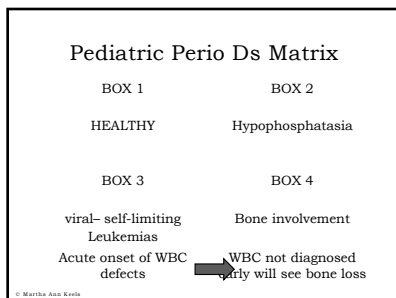 Pediatric Perio Ds Matrix
BOX 1
HEALTHY
BOX 2
Hypophosphatasia
BOX 3
viral– self-limiting
Leukemias
Acute onset of WBC
defects
BOX 4
Bone involvement
WBC not diagnosed
early will see bone loss
© Martha Ann Keels